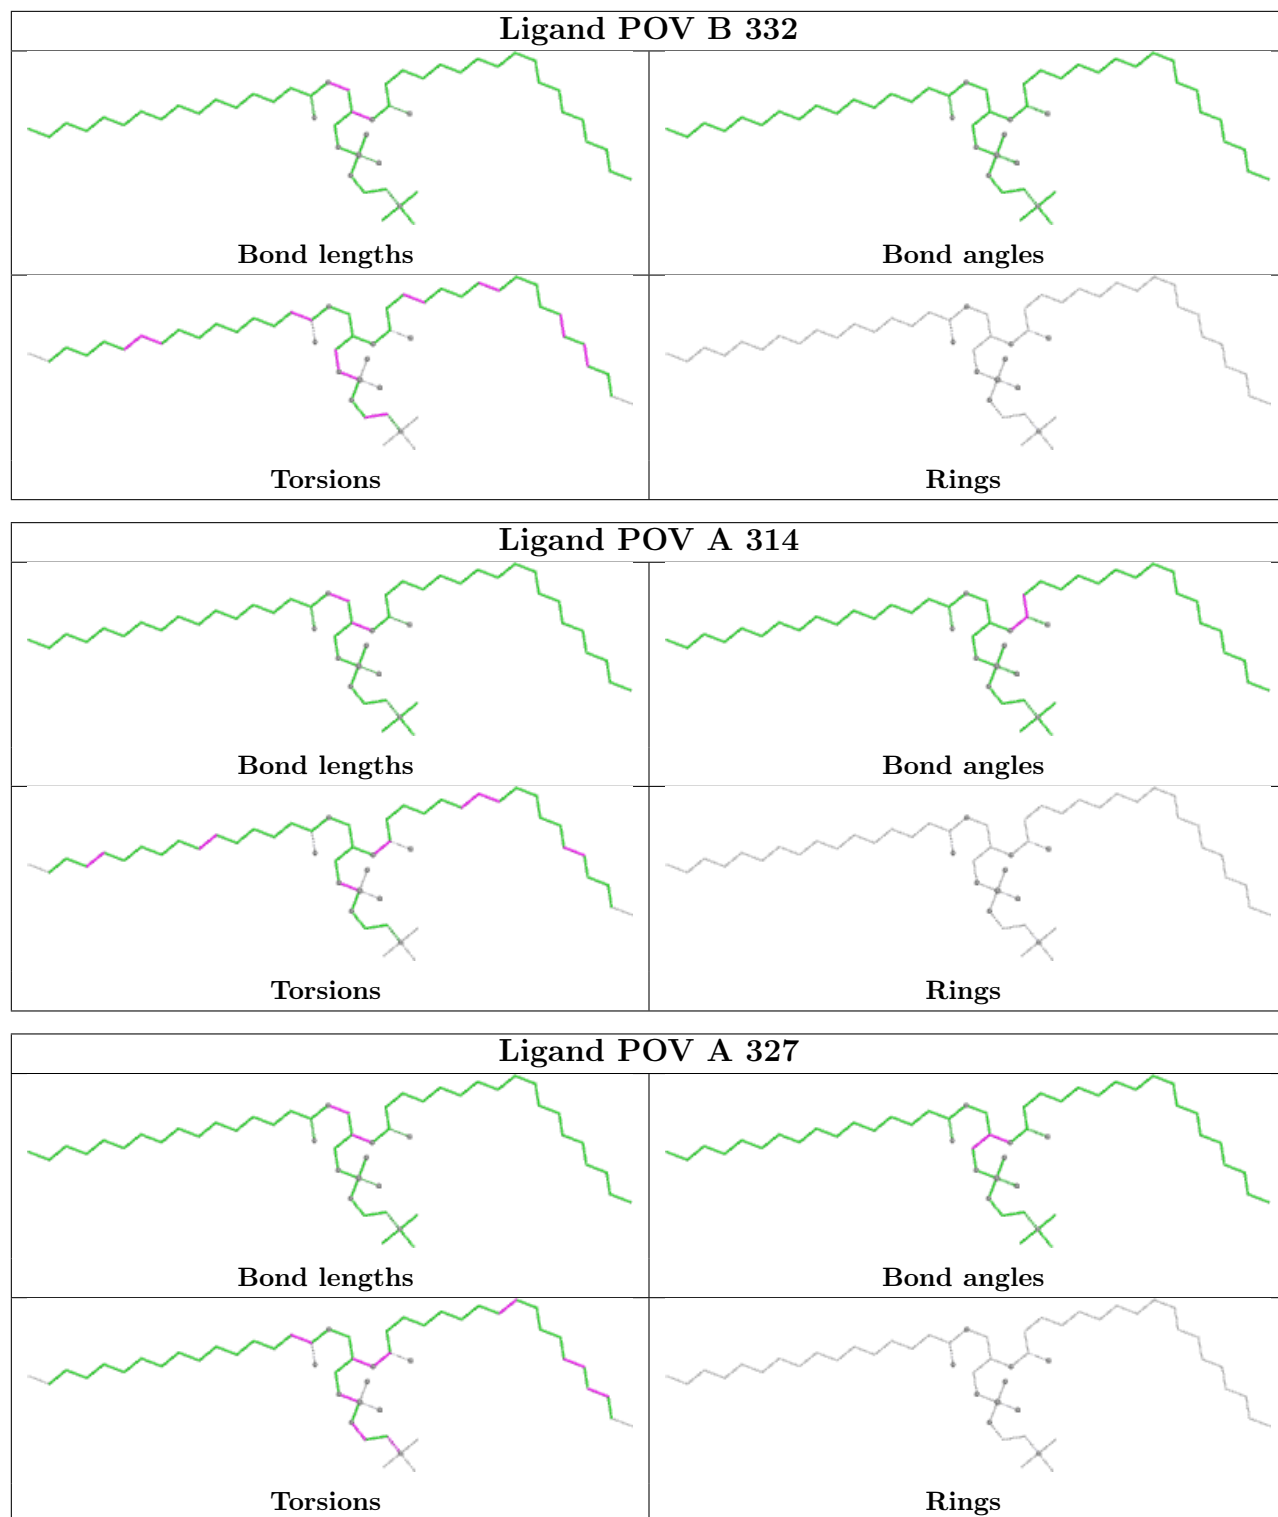 Ligand POV B 332
Bond lengths
Bond angles
Torsions
Rings
Ligand POV A 314
Bond lengths
Bond angles
Torsions
Rings
Ligand POV A 327
Bond lengths
Bond angles
Torsions
Rings